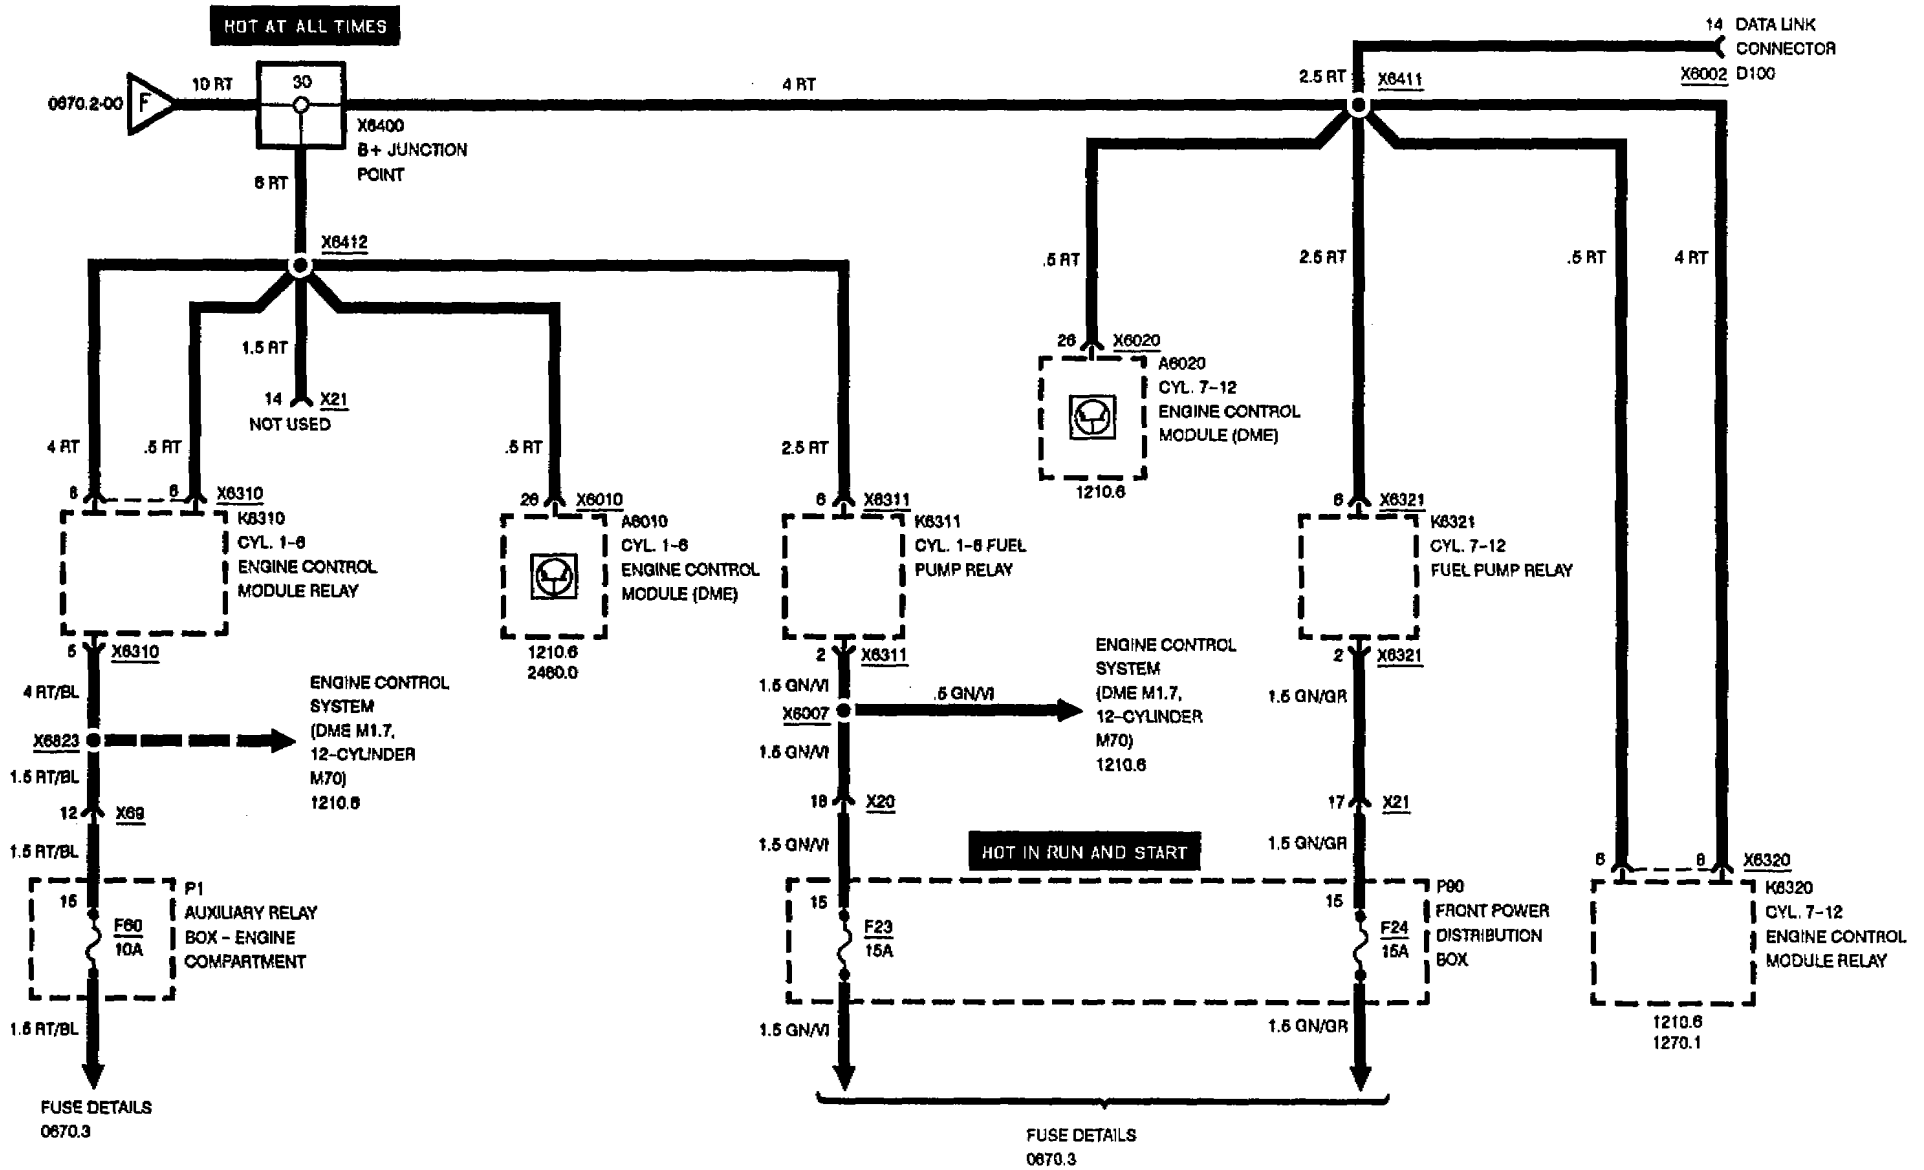 HOT AT ALL TIMES
0670.2-00
F
10 RT
30
4 RT
X6400
B+ JUNCTION
POINT
6 RT
X6412
14
DATA LINK
CONNECTOR
X6002 D100
2.5 RT
X6411
.5 RT
2.5 RT
.5 RT
4 RT
26
X6020
A6020
CYL. 7-12
ENGINE CONTROL
MODULE (DME)
1210.6
1.5 RT
14
X21
NOT USED
4 RT
.5 RT
.5 RT
2.5 RT
6
6
X6310
K6310
CYL. 1-6
ENGINE CONTROL
MODULE RELAY
26
X6010
A6010
CYL. 1-6
ENGINE CONTROL
MODULE (DME)
1210.6
2460.0
6
X6311
K6311
CYL. 1-6 FUEL
PUMP RELAY
6
X6321
K6321
CYL. 7-12
FUEL PUMP RELAY
5
X6310
4 RT/BL
X6823
1.5 RT/BL
12
X69
1.5 RT/BL
ENGINE CONTROL
SYSTEM
(DME M1.7,
12-CYLINDER
M70)
1210.6
2
X6311
1.5 GN/VI
X6007
.5 GN/VI
1.5 GN/VI
18
X20
1.5 GN/VI
ENGINE CONTROL
SYSTEM
(DME M1.7,
12-CYLINDER
M70)
1210.6
2
X6321
1.5 GN/GR
17
X21
1.5 GN/GR
HOT IN RUN AND START
15
F60
10A
P1
AUXILIARY RELAY
BOX - ENGINE
COMPARTMENT
1.5 RT/BL
FUSE DETAILS
0670.3
15
F23
15A
15
F24
15A
P90
FRONT POWER
DISTRIBUTION
BOX
1.5 GN/VI
1.5 GN/GR
FUSE DETAILS
0670.3
6
8
X6320
K6320
CYL. 7-12
ENGINE CONTROL
MODULE RELAY
1210.6
1270.1